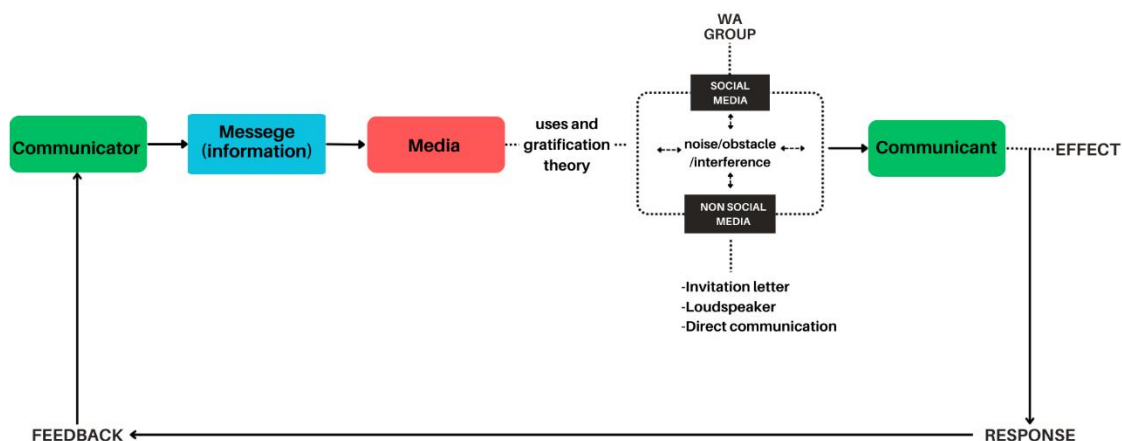 WA
GROUP
SOCIAL
MEDIA
Communicator
Messege
(information)
Media
uses and
gratification
theory
noise/obstacle
/interference
Communicant
EFFECT
NON SOCIAL
MEDIA
-Invitation letter
-Loudspeaker
-Direct communication
FEEDBACK
RESPONSE